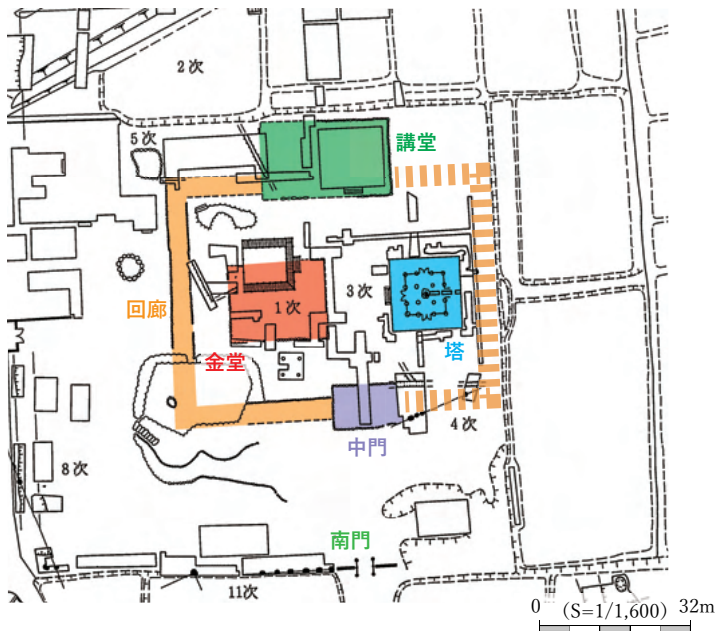 2次
5次
講堂
回廊
3次
1次
金堂
塔
中門
4次
8次
南門
11次
0 (S=1/1,600) 32m